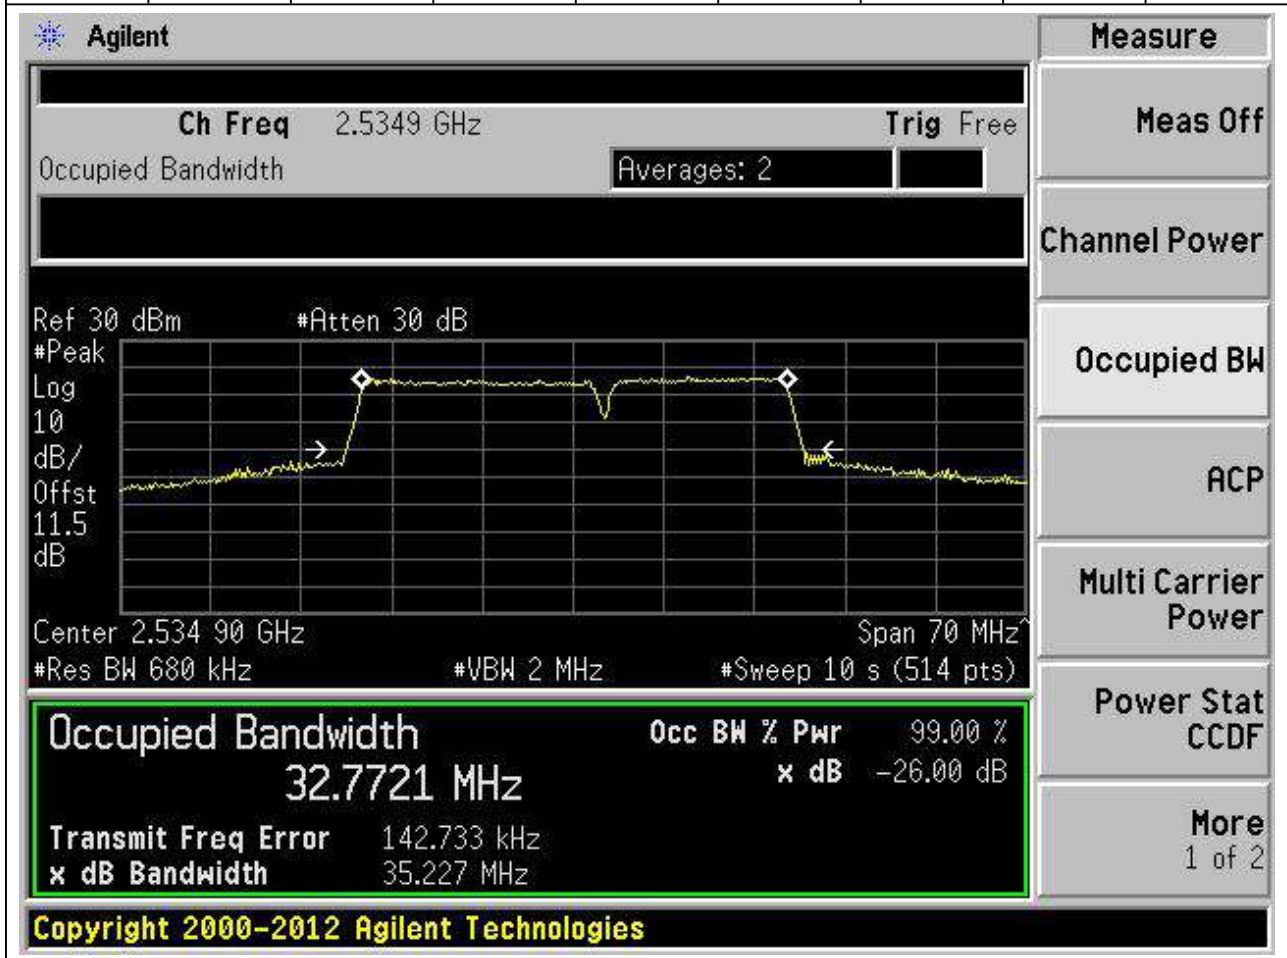 Agilent
Measure
Ch Freq 2.5349 GHz Trig Free
Occupied Bandwidth Averages: 2
Meas Off
Channel Power
Occupied BW
ACP
Multi Carrier
Power
Power Stat
CCDF
More
1 of 2
Ref 30 dBm #Atten 30 dB
#Peak
Log
10
dB/
Offst
11.5
dB
Center 2.534 90 GHz Span 70 MHz^
#Res BW 680 kHz #VBW 2 MHz #Sweep 10 s (514 pts)
Occupied Bandwidth Occ BW % Pwr 99.00 %
32.7721 MHz x dB -26.00 dB
Transmit Freq Error 142.733 kHz
x dB Bandwidth 35.227 MHz
Copyright 2000-2012 Agilent Technologies